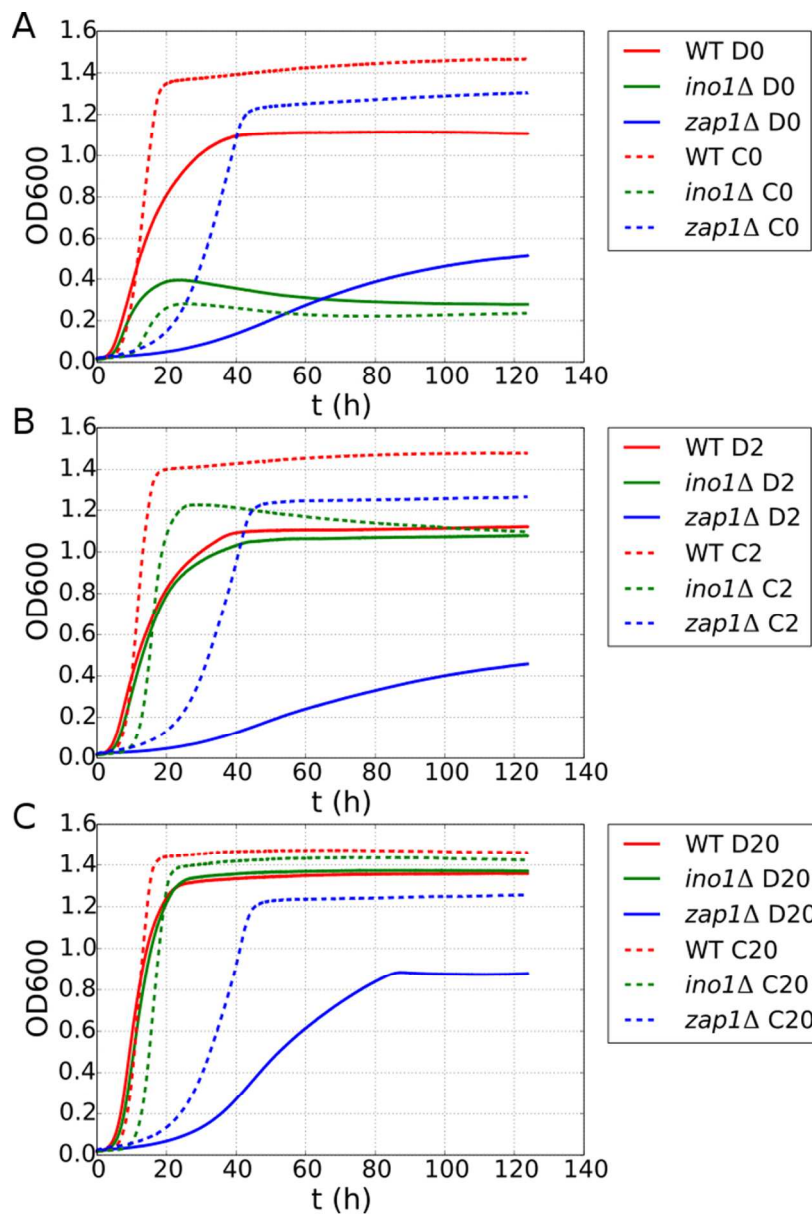 A
1.6
1.4
1.2
1.0
0.8
0.6
0.4
0.2
0.0
OD600
0 20 40 60 80 100 120 140
t (h)
WT D0
ino1Δ D0
zap1Δ D0
WT C0
ino1Δ C0
zap1Δ C0
B
1.6
1.4
1.2
1.0
0.8
0.6
0.4
0.2
0.0
OD600
0 20 40 60 80 100 120 140
t (h)
WT D2
ino1Δ D2
zap1Δ D2
WT C2
ino1Δ C2
zap1Δ C2
C
1.6
1.4
1.2
1.0
0.8
0.6
0.4
0.2
0.0
OD600
0 20 40 60 80 100 120 140
t (h)
WT D20
ino1Δ D20
zap1Δ D20
WT C20
ino1Δ C20
zap1Δ C20